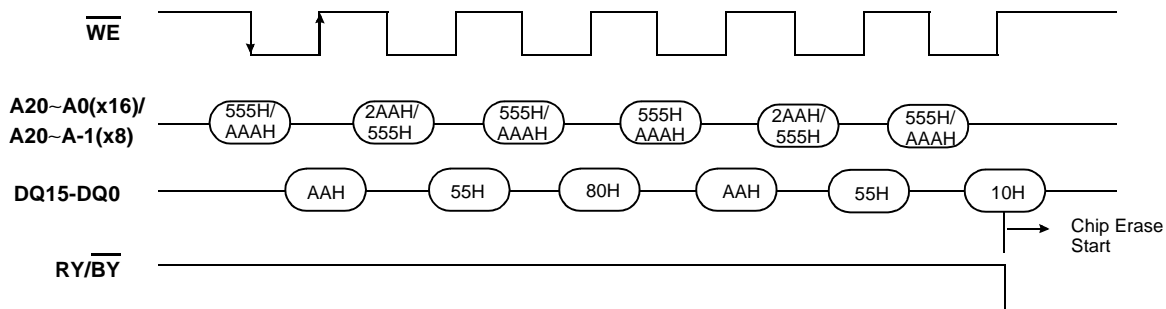 WE
A20~A0(x16)/
A20~A-1(x8)
555H/
AAAH
2AAH/
555H
555H/
AAAH
555H
AAAH
2AAH/
555H
555H/
AAAH
DQ15-DQ0
AAH
55H
80H
AAH
55H
10H
Chip Erase
Start
RY/BY